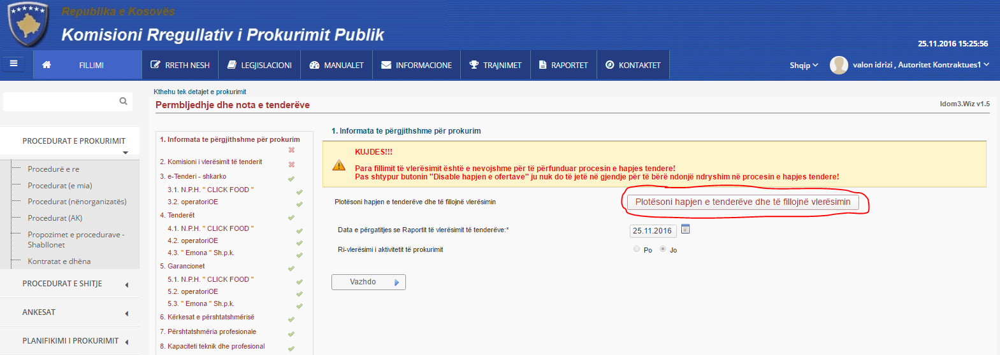 Republika e Kosovës
Komisioni Rregullativ i Prokurimit Publik
25.11.2016 15:25:56
FILLIMI
RRETH NESH
LEGJISLACIONI
MANUALET
INFORMACIONE
TRAJNIMET
RAPORTET
KONTAKTET
Shqip
valon idrizi , Autoritet Kontraktues1
Kthehu tek detajet e prokurimit
Permbljedhje dhe nota e tenderëve
Idom3.Wiz v1.5
PROCEDURAT E PROKURIMIT
Procedurë e re
Procedurat (e mia)
Procedurat (nënorganizatës)
Procedurat (AK)
Propozimet e procedurave -
Shabllonet
Kontratat e dhëna
PROCEDURAT E SHITJE
ANKESAT
PLANIFIKIMI I PROKURIMIT
1. Informata te përgjithshme për prokurim
2. Komisioni i vlerësimit të tenderit
3. e-Tenderi - shkarko
3.1. N.P.H. " CLICK FOOD "
3.2. operatoriOE
4. Tenderët
4.1. N.P.H. " CLICK FOOD "
4.2. operatoriOE
4.3. " Emona " Sh.p.k.
5. Garancionet
5.1. N.P.H. " CLICK FOOD "
5.2. operatoriOE
5.3. " Emona " Sh.p.k.
6. Kërkesat e përshtatshmërisë
7. Përshtatshmëria profesionale
8. Kapaciteti teknik dhe profesional
1. Informata te përgjithshme për prokurim
KUJDES!!!
Para fillimit të vlerësimit është e nevojshme për të përfunduar procesin e hapjes tendere!
Pas shtypur butonin "Disable hapjen e ofertave" ju nuk do të jetë në gjendje për të bërë ndonjë ndryshim në procesin e hapjes tendere!
Plotësoni hapjen e tenderëve dhe të fillojnë vlerësimin
Plotësoni hapjen e tenderëve dhe të fillojnë vlerësimin
Data e përgatitjes se Raportit të vlerësimit të tenderëve:*
25.11.2016
Ri-vlerësimi i aktivitetit të prokurimit
Po
Jo
Vazhdo